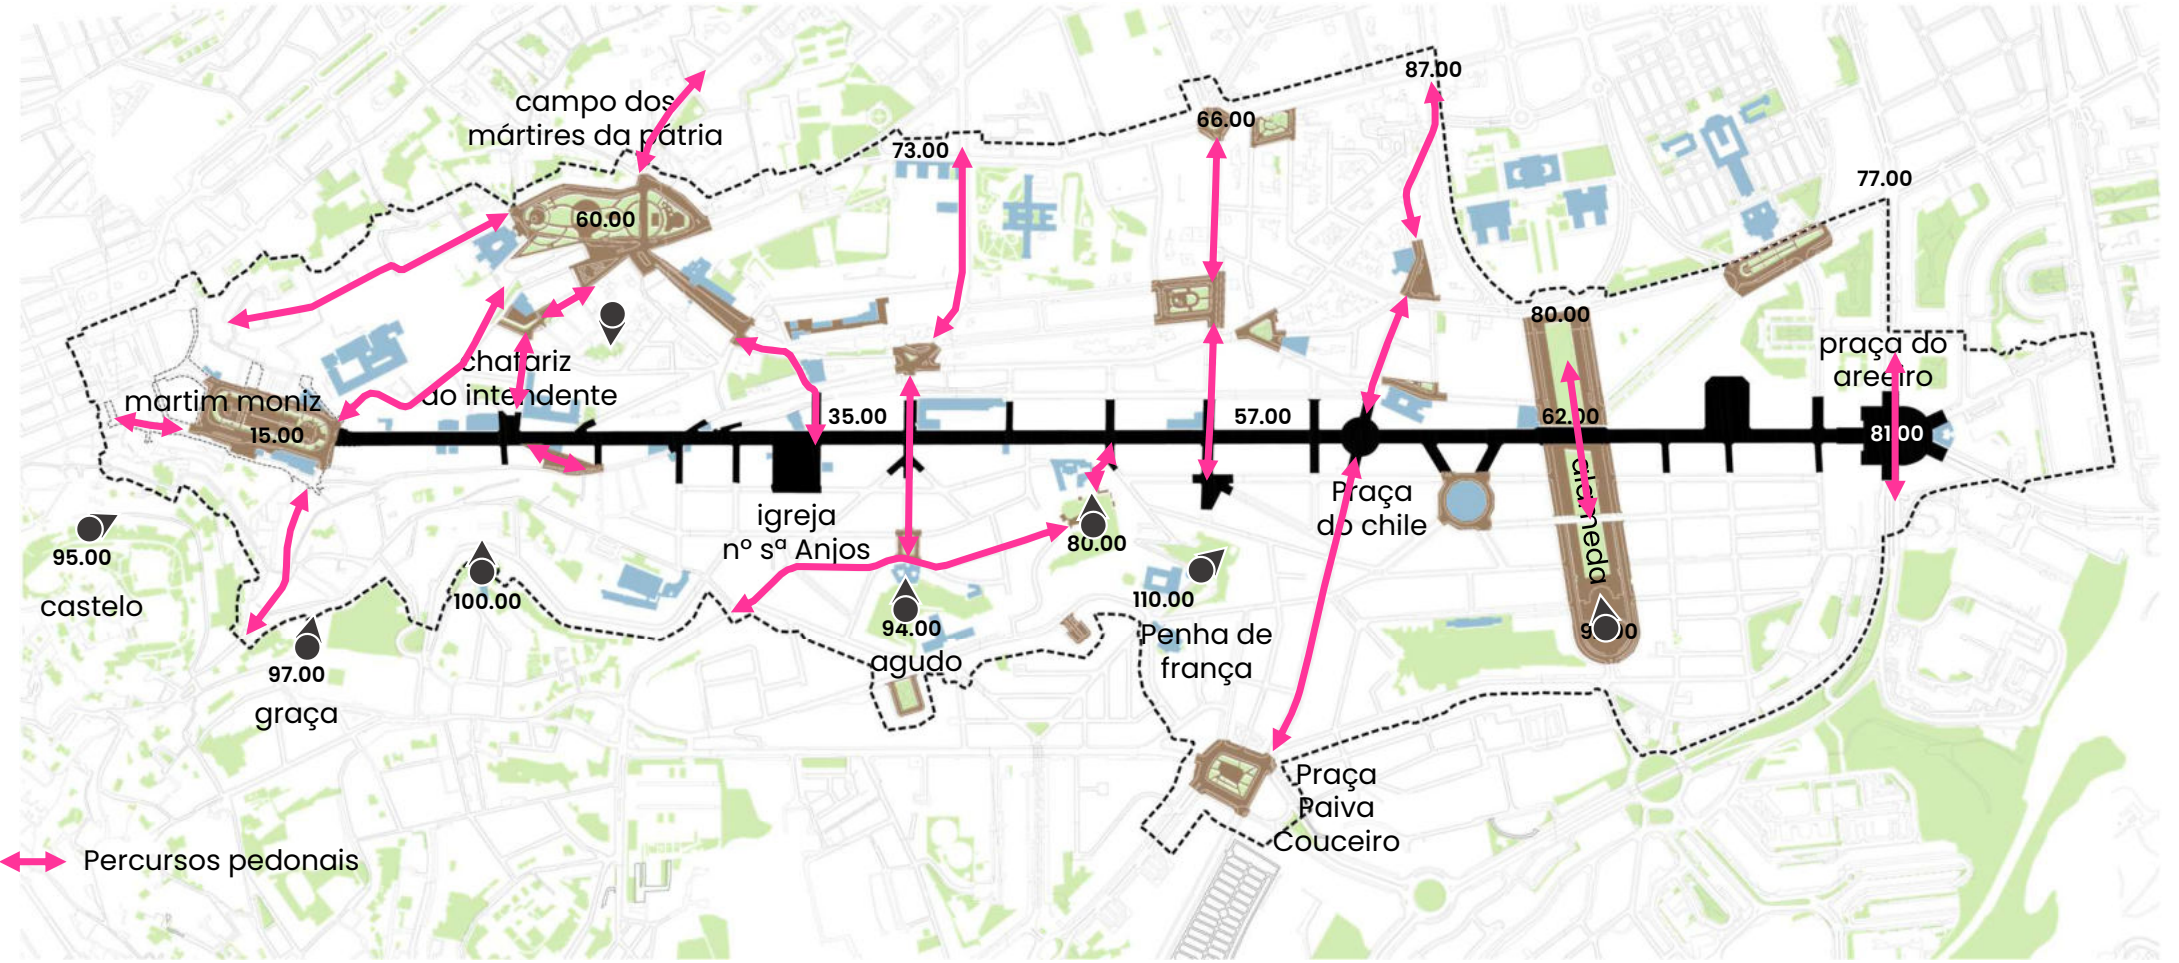 87.00
campo dos
mártires da pátria
66.00
73.00
77.00
60.00
80.00
chafariz
do intendente
praça do
areeiro
martim moniz
15.00
35.00
57.00
62.00
81.00
alameda
igreja
nº sª Anjos
Praça
do chile
95.00
castelo
80.00
100.00
110.00
94.00
agudo
Penha de
frança
97.00
graça
Praça
Paiva
Couceiro
Percursos pedonais